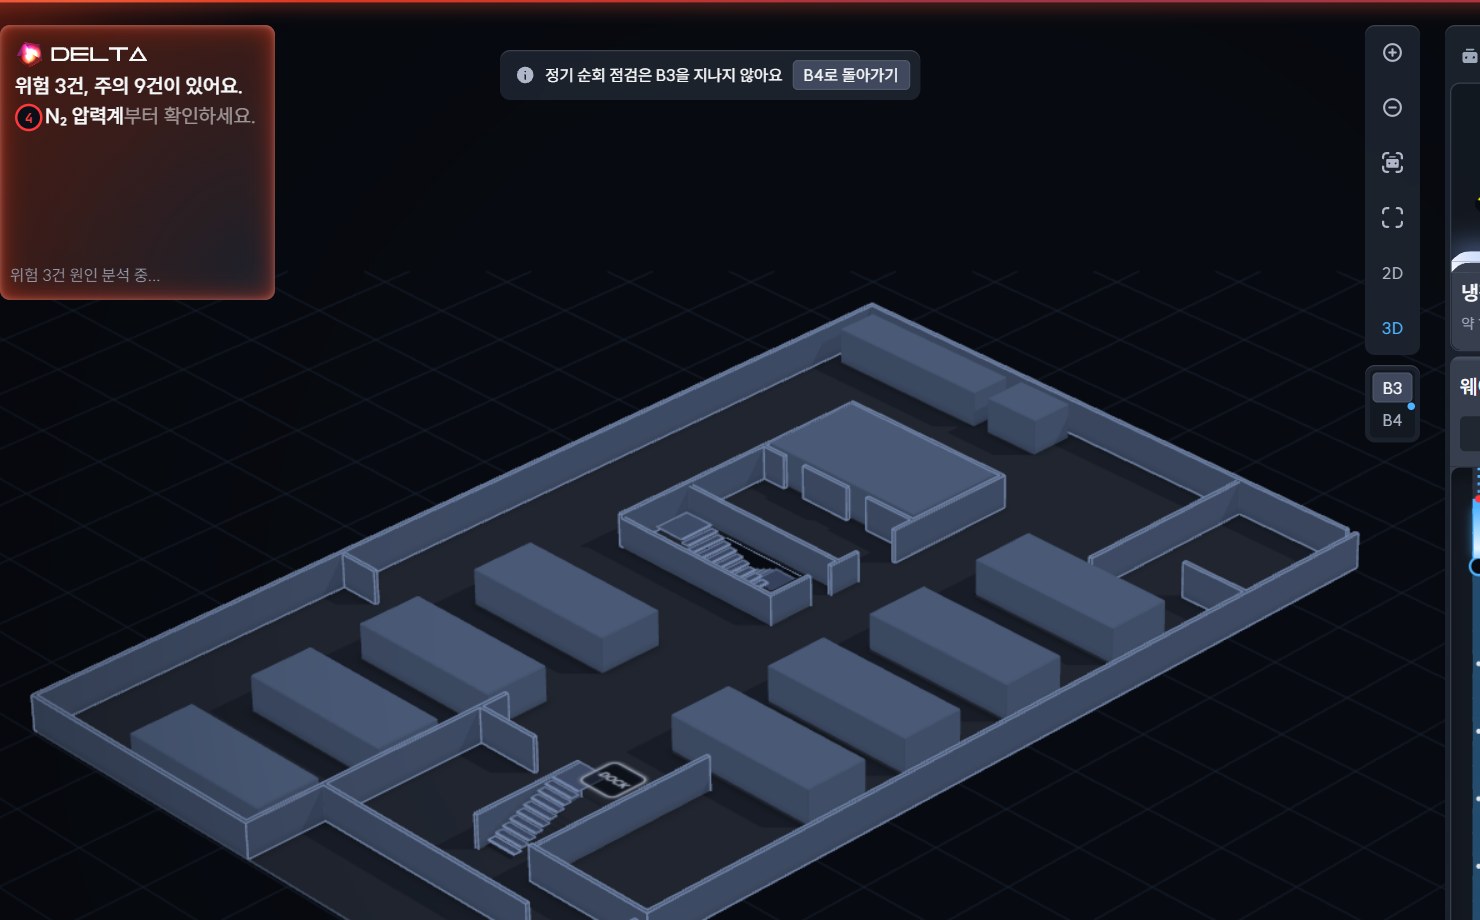 DELTA
위험 3건, 주의 9건이 있어요.
4 N₂ 압력계부터 확인하세요.
위험 3건 원인 분석 중...
정기 순회 점검은 B3을 지나지 않아요
B4로 돌아가기
2D
3D
B3
B4
DOCK
약